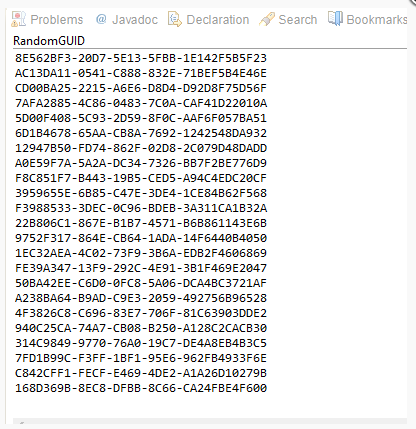 Problems @ Javadoc Declaration Search Bookmarks
RandomGUID
8E562BF3-20D7-5E13-5FBB-1E142F5B5F23
AC13DA11-0541-C888-832E-71BEF5B4E46E
CD00BA25-2215-A6E6-D8D4-D92D8F75D56F
7AFA2885-4C86-0483-7C0A-CAF41D22010A
5D00F408-5C93-2D59-8F0C-AAF6F057BA51
6D1B4678-65AA-CB8A-7692-1242548DA932
12947B50-FD74-862F-02D8-2C079D48DADD
A0E59F7A-5A2A-DC34-7326-BB7F2BE776D9
F8C851F7-B443-19B5-CED5-A94C4EDC20CF
3959655E-6B85-C47E-3DE4-1CE84B62F568
F3988533-3DEC-0C96-BDEB-3A311CA1B32A
22B806C1-867E-B1B7-4571-B6B861143E6B
9752F317-864E-CB64-1ADA-14F6440B4050
1EC32AEA-4C02-73F9-3B6A-EDB2F4606869
FE39A347-13F9-292C-4E91-3B1F469E2047
50BA42EE-C6D0-0FC8-5A06-DCA4BC3721AF
A238BA64-B9AD-C9E3-2059-492756B96528
4F3826C8-C696-83E7-706F-81C63903DDE2
940C25CA-74A7-CB08-B250-A128C2CACB30
314C9849-9770-76A0-19C7-DE4A8EB4B3C5
7FD1B99C-F3FF-1BF1-95E6-962FB4933F6E
C842CFF1-FECF-E469-4DE2-A1A26D10279B
168D369B-8EC8-DFBB-8C66-CA24FBE4F600